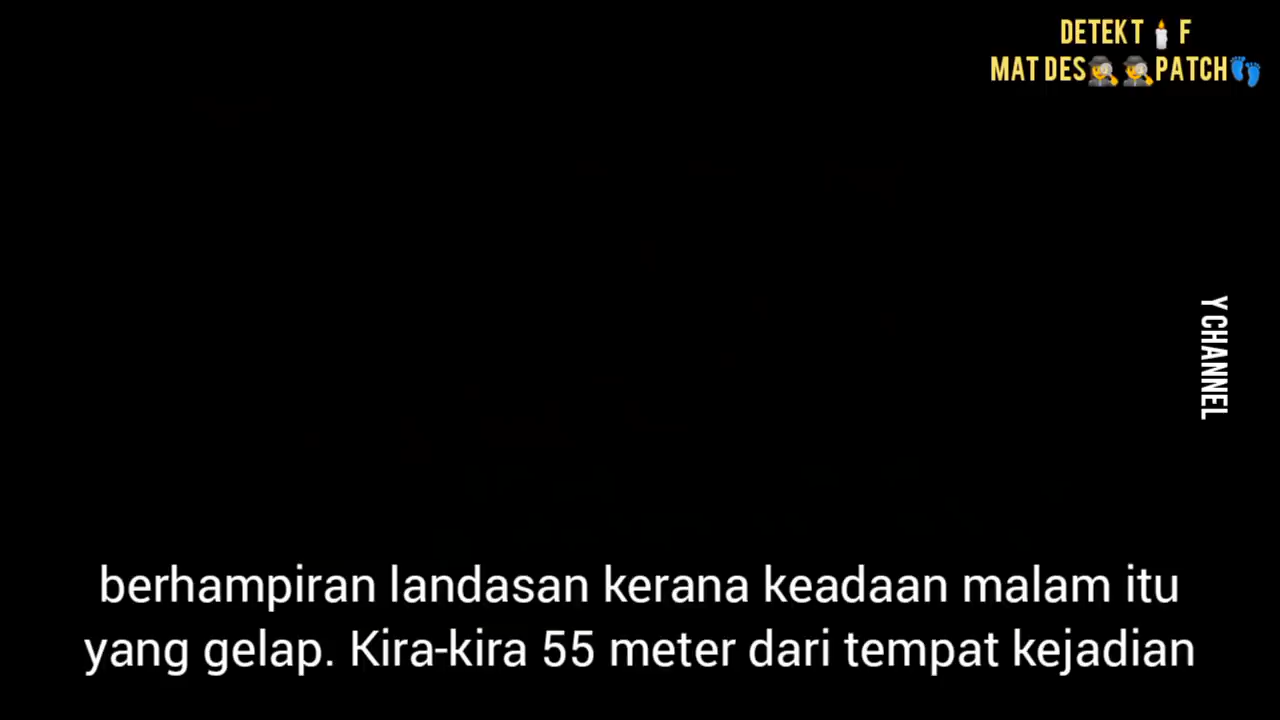 DETEKT🕯️F
MAT DES🕵️🕵️PATCH👣
Y CHANNEL
berhampiran landasan kerana keadaan malam itu
yang gelap. Kira-kira 55 meter dari tempat kejadian